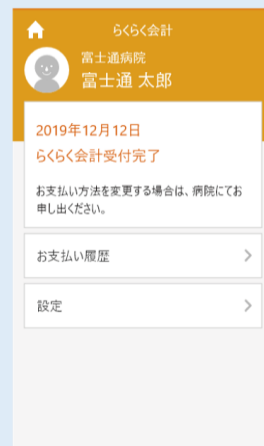 らくらく会計
富士通病院
富士通 太郎
2019年12月12日
らくらく会計受付完了
お支払い方法を変更する場合は、病院にてお
申し出ください。
お支払い履歴
設定